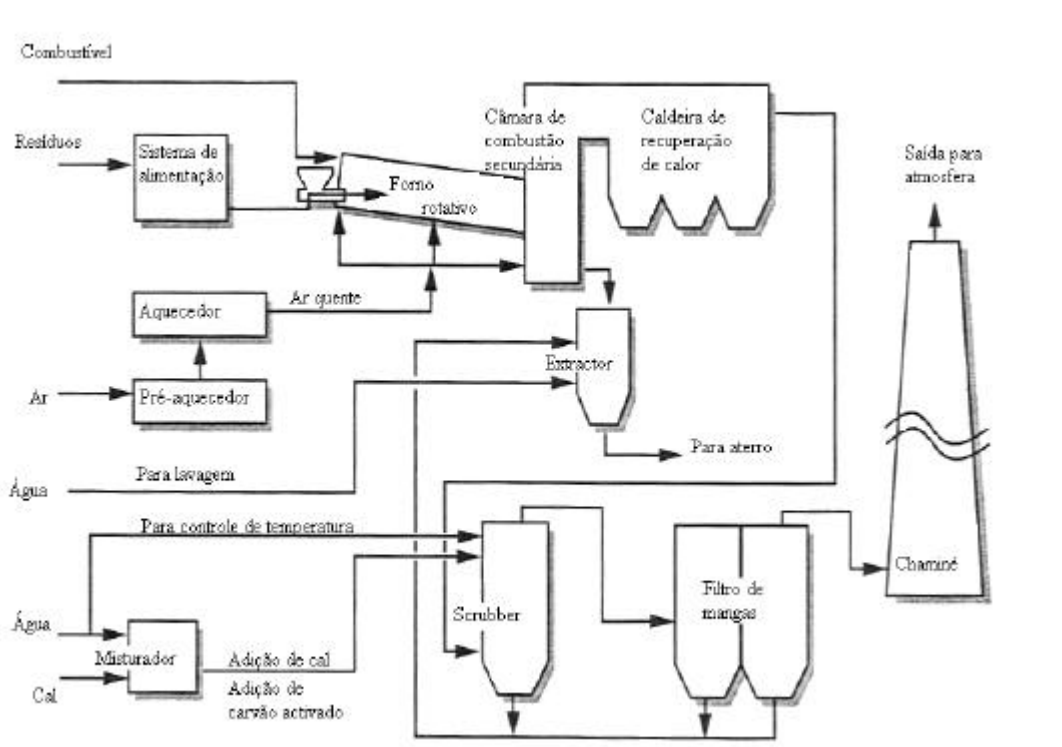 Combustível
Resíduos
Sistema de
alimentação
Forno
rotativo
Câmara de
combustão
secundária
Caldeira de
recuperação
de calor
Saída para
atmosfera
Aquecedor
Ar quente
Ar
Pré-aquecedor
Extractor
Para aterro
Para lavagem
Água
Para controle de temperatura
Água
Misturador
Cal
Adição de cal
Adição de
carvão activado
Scrubber
Filtro de
mangas
Chaminé